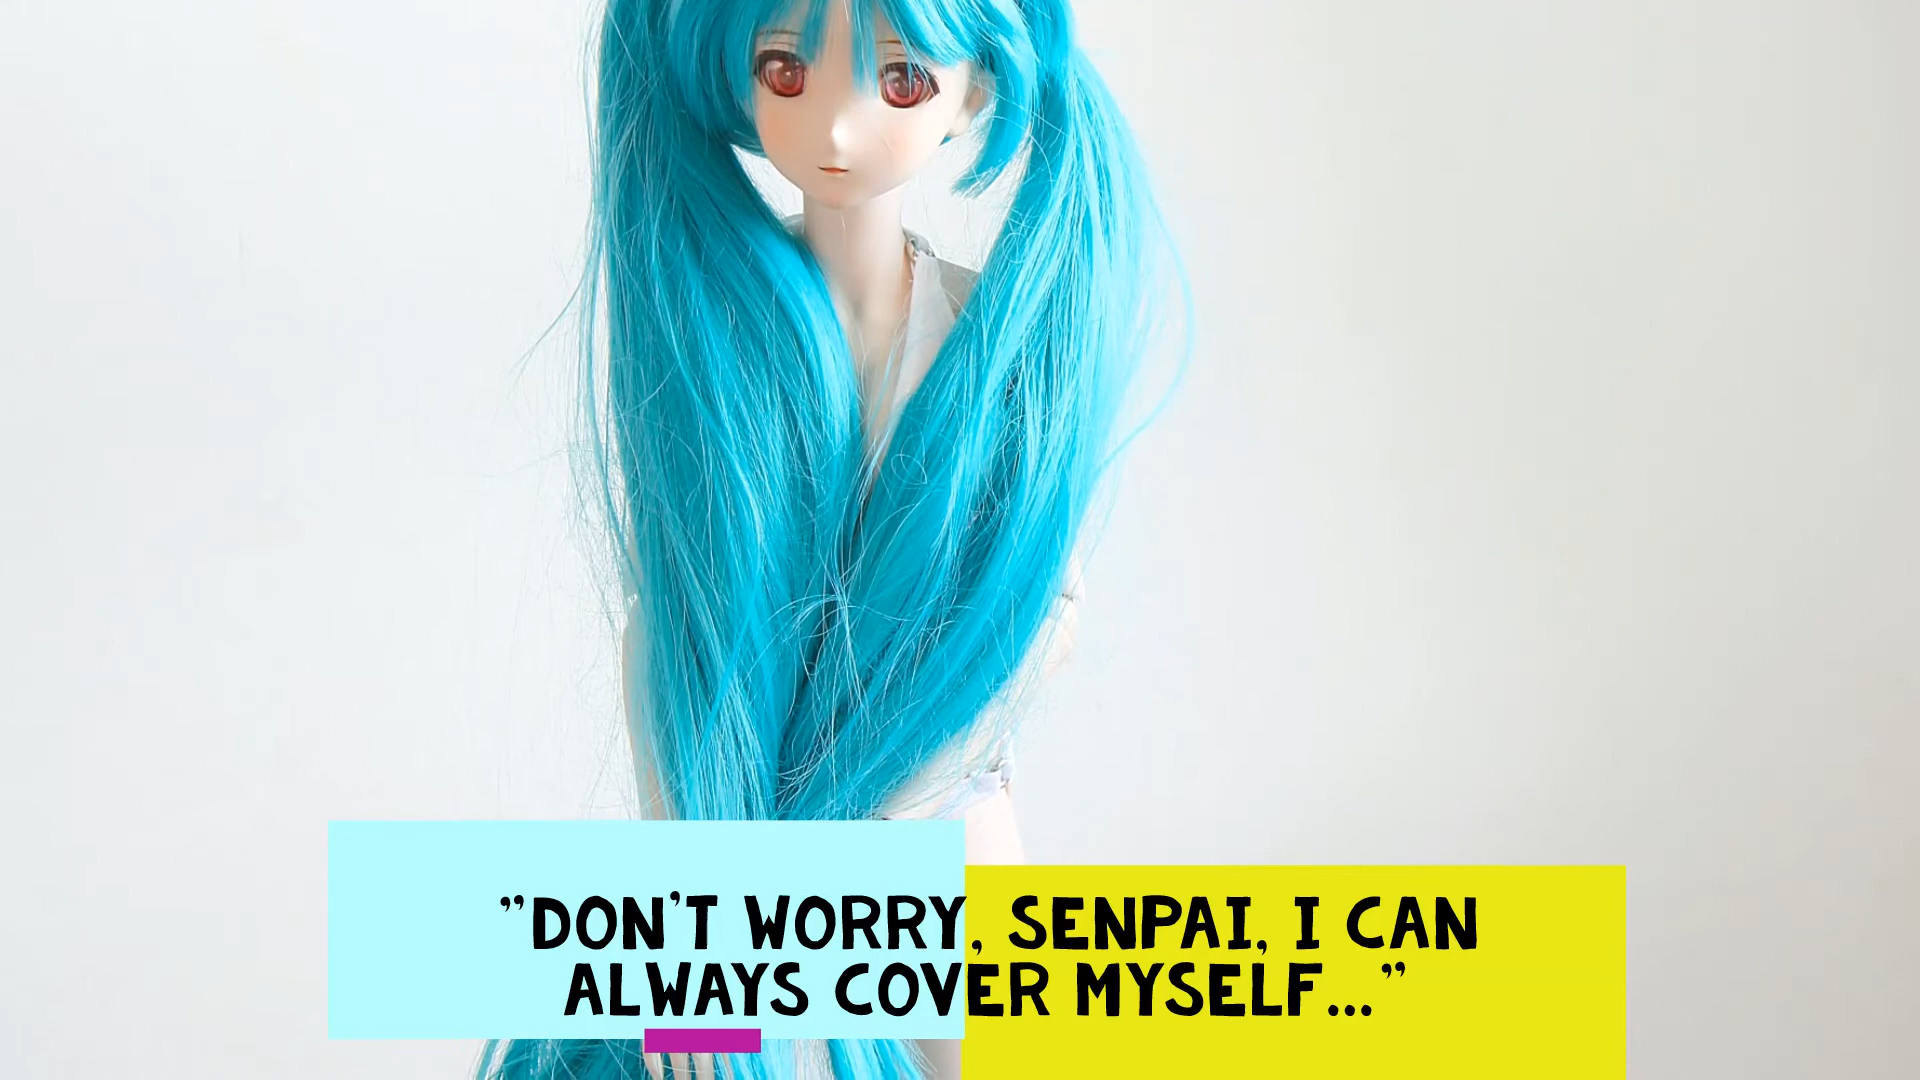 ”DON'T WORRY, SENPAI, I CAN
ALWAYS COVER MYSELF...”